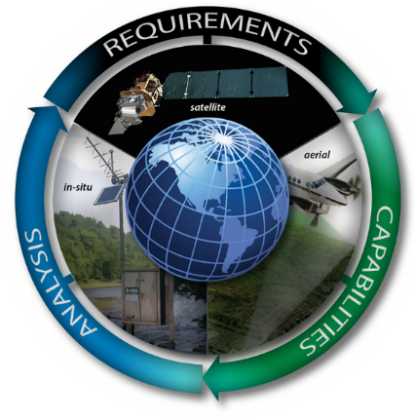 REQUIREMENTS
satellite
aerial
in-situ
CAPABILITIES
ANALYSIS